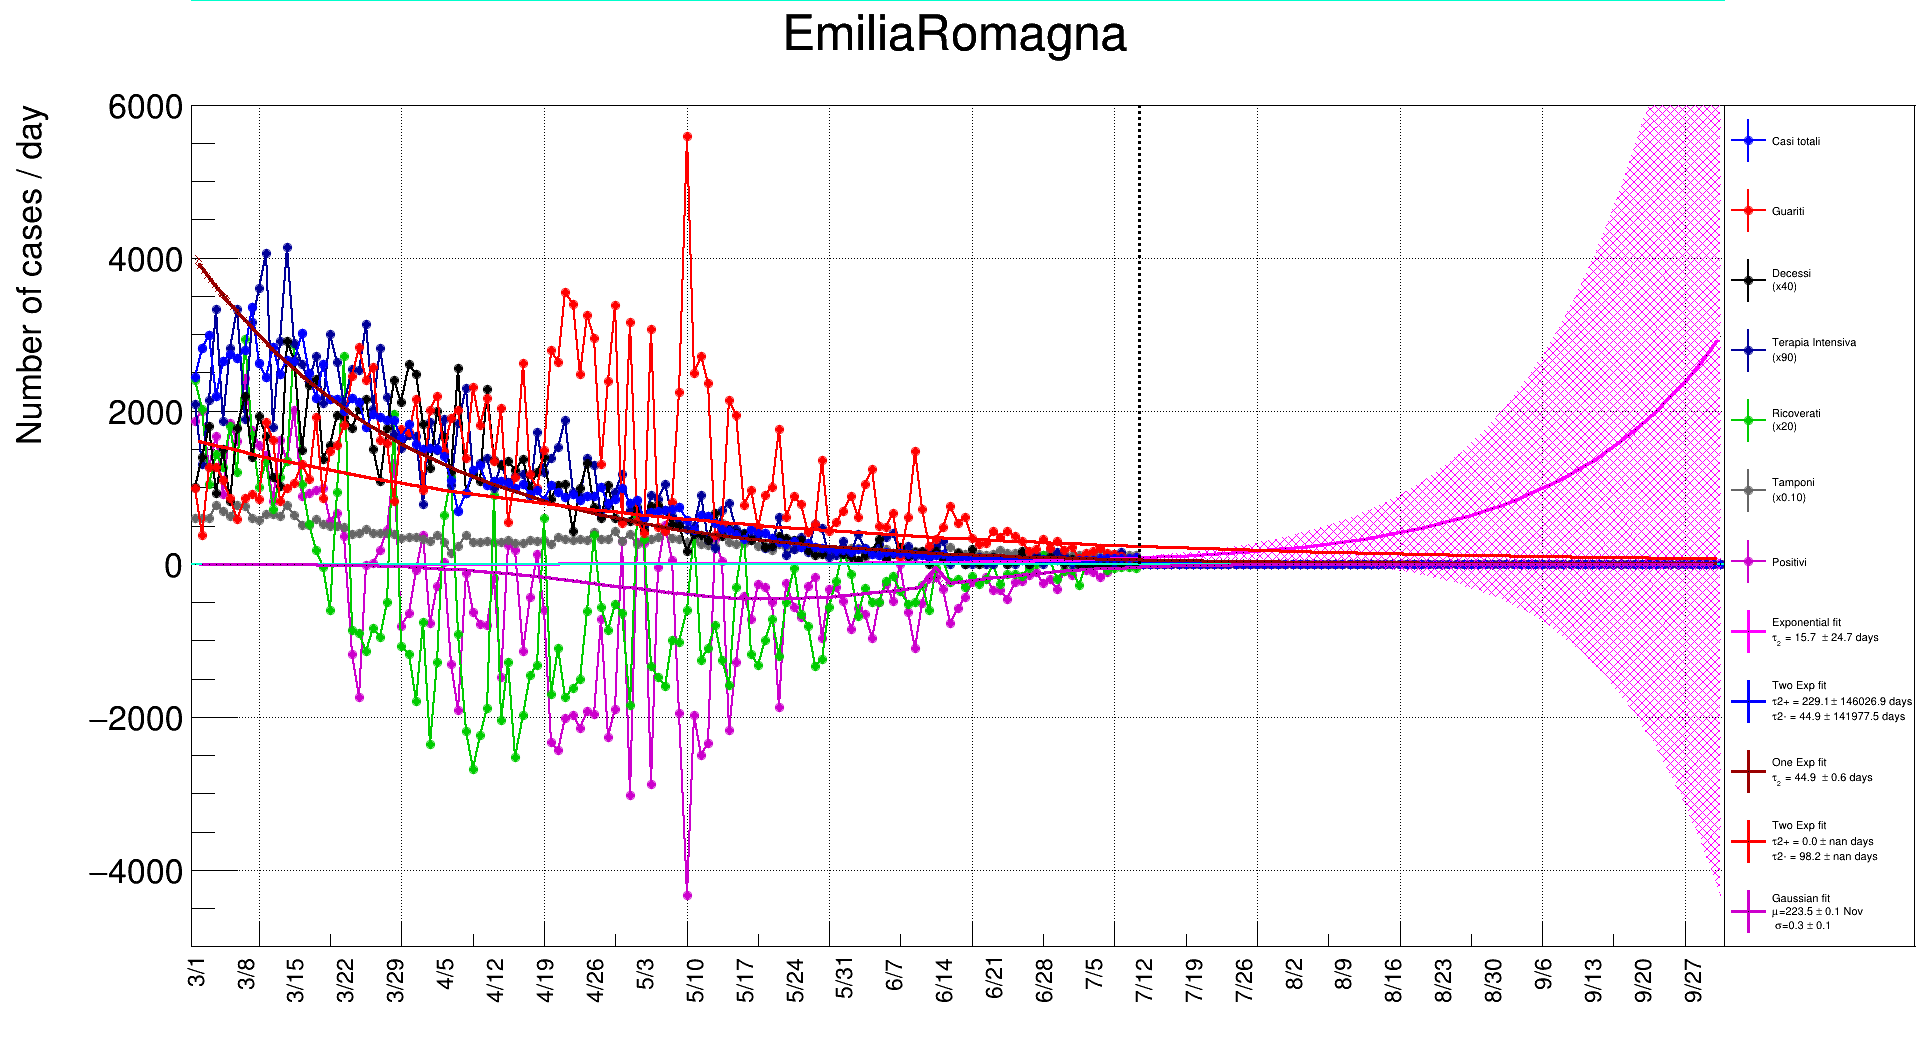 EmiliaRomagna
Number of cases / day
6000
4000
2000
0
−2000
−4000
3/1
3/8
3/15
3/22
3/29
4/5
4/12
4/19
4/26
5/3
5/10
5/17
5/24
5/31
6/7
6/14
6/21
6/28
7/5
7/12
7/19
7/26
8/2
8/9
8/16
8/23
8/30
9/6
9/13
9/20
9/27
Casi totali
Guariti
Decessi
(x40)
Terapia Intensiva
(x90)
Ricoverati
(x20)
Tamponi
(x0.10)
Positivi
Exponential fit
τ2 = 15.7 ± 24.7 days
Two Exp fit
τ2+ = 229.1 ± 146026.9 days
τ2- = 44.9 ± 141977.5 days
One Exp fit
τ2 = 44.9 ± 0.6 days
Two Exp fit
τ2+ = 0.0 ± nan days
τ2- = 98.2 ± nan days
Gaussian fit
μ=223.5 ± 0.1 Nov
σ=0.3 ± 0.1